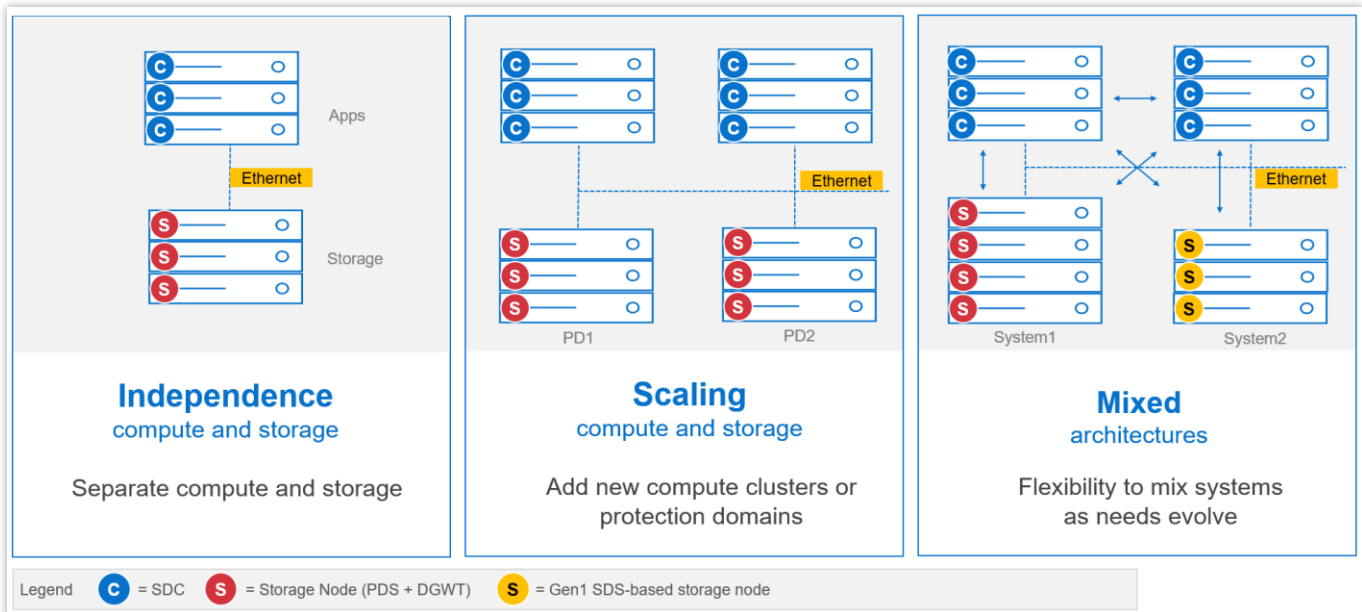 C
C
C
Apps
Ethernet
S
S
S
Storage
Independence
compute and storage
Separate compute and storage
C C
C C
C C
Ethernet
S S
S S
S S
PD1 PD2
Scaling
compute and storage
Add new compute clusters or
protection domains
C C
C C
C C
Ethernet
S
S S
S S
S S
System1 System2
Mixed
architectures
Flexibility to mix systems
as needs evolve
Legend C = SDC S = Storage Node (PDS + DGWT) S = Gen1 SDS-based storage node